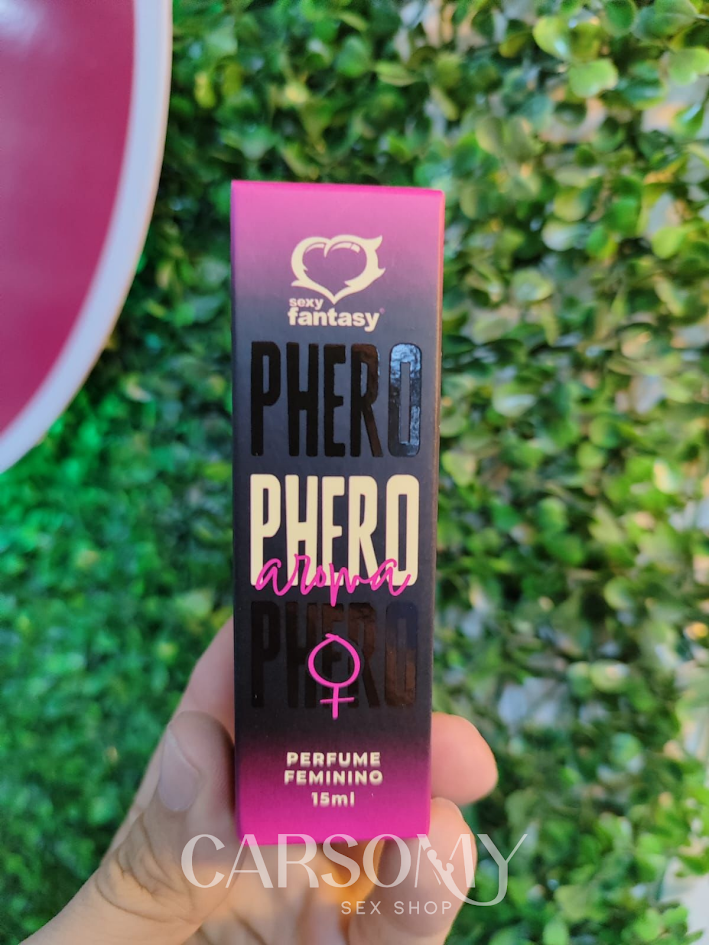 sexy
fantasy
PHERO
PHERO
aroma
PHERO
PERFUME
FEMININO
15ml
CARSOMY
SEX SHOP